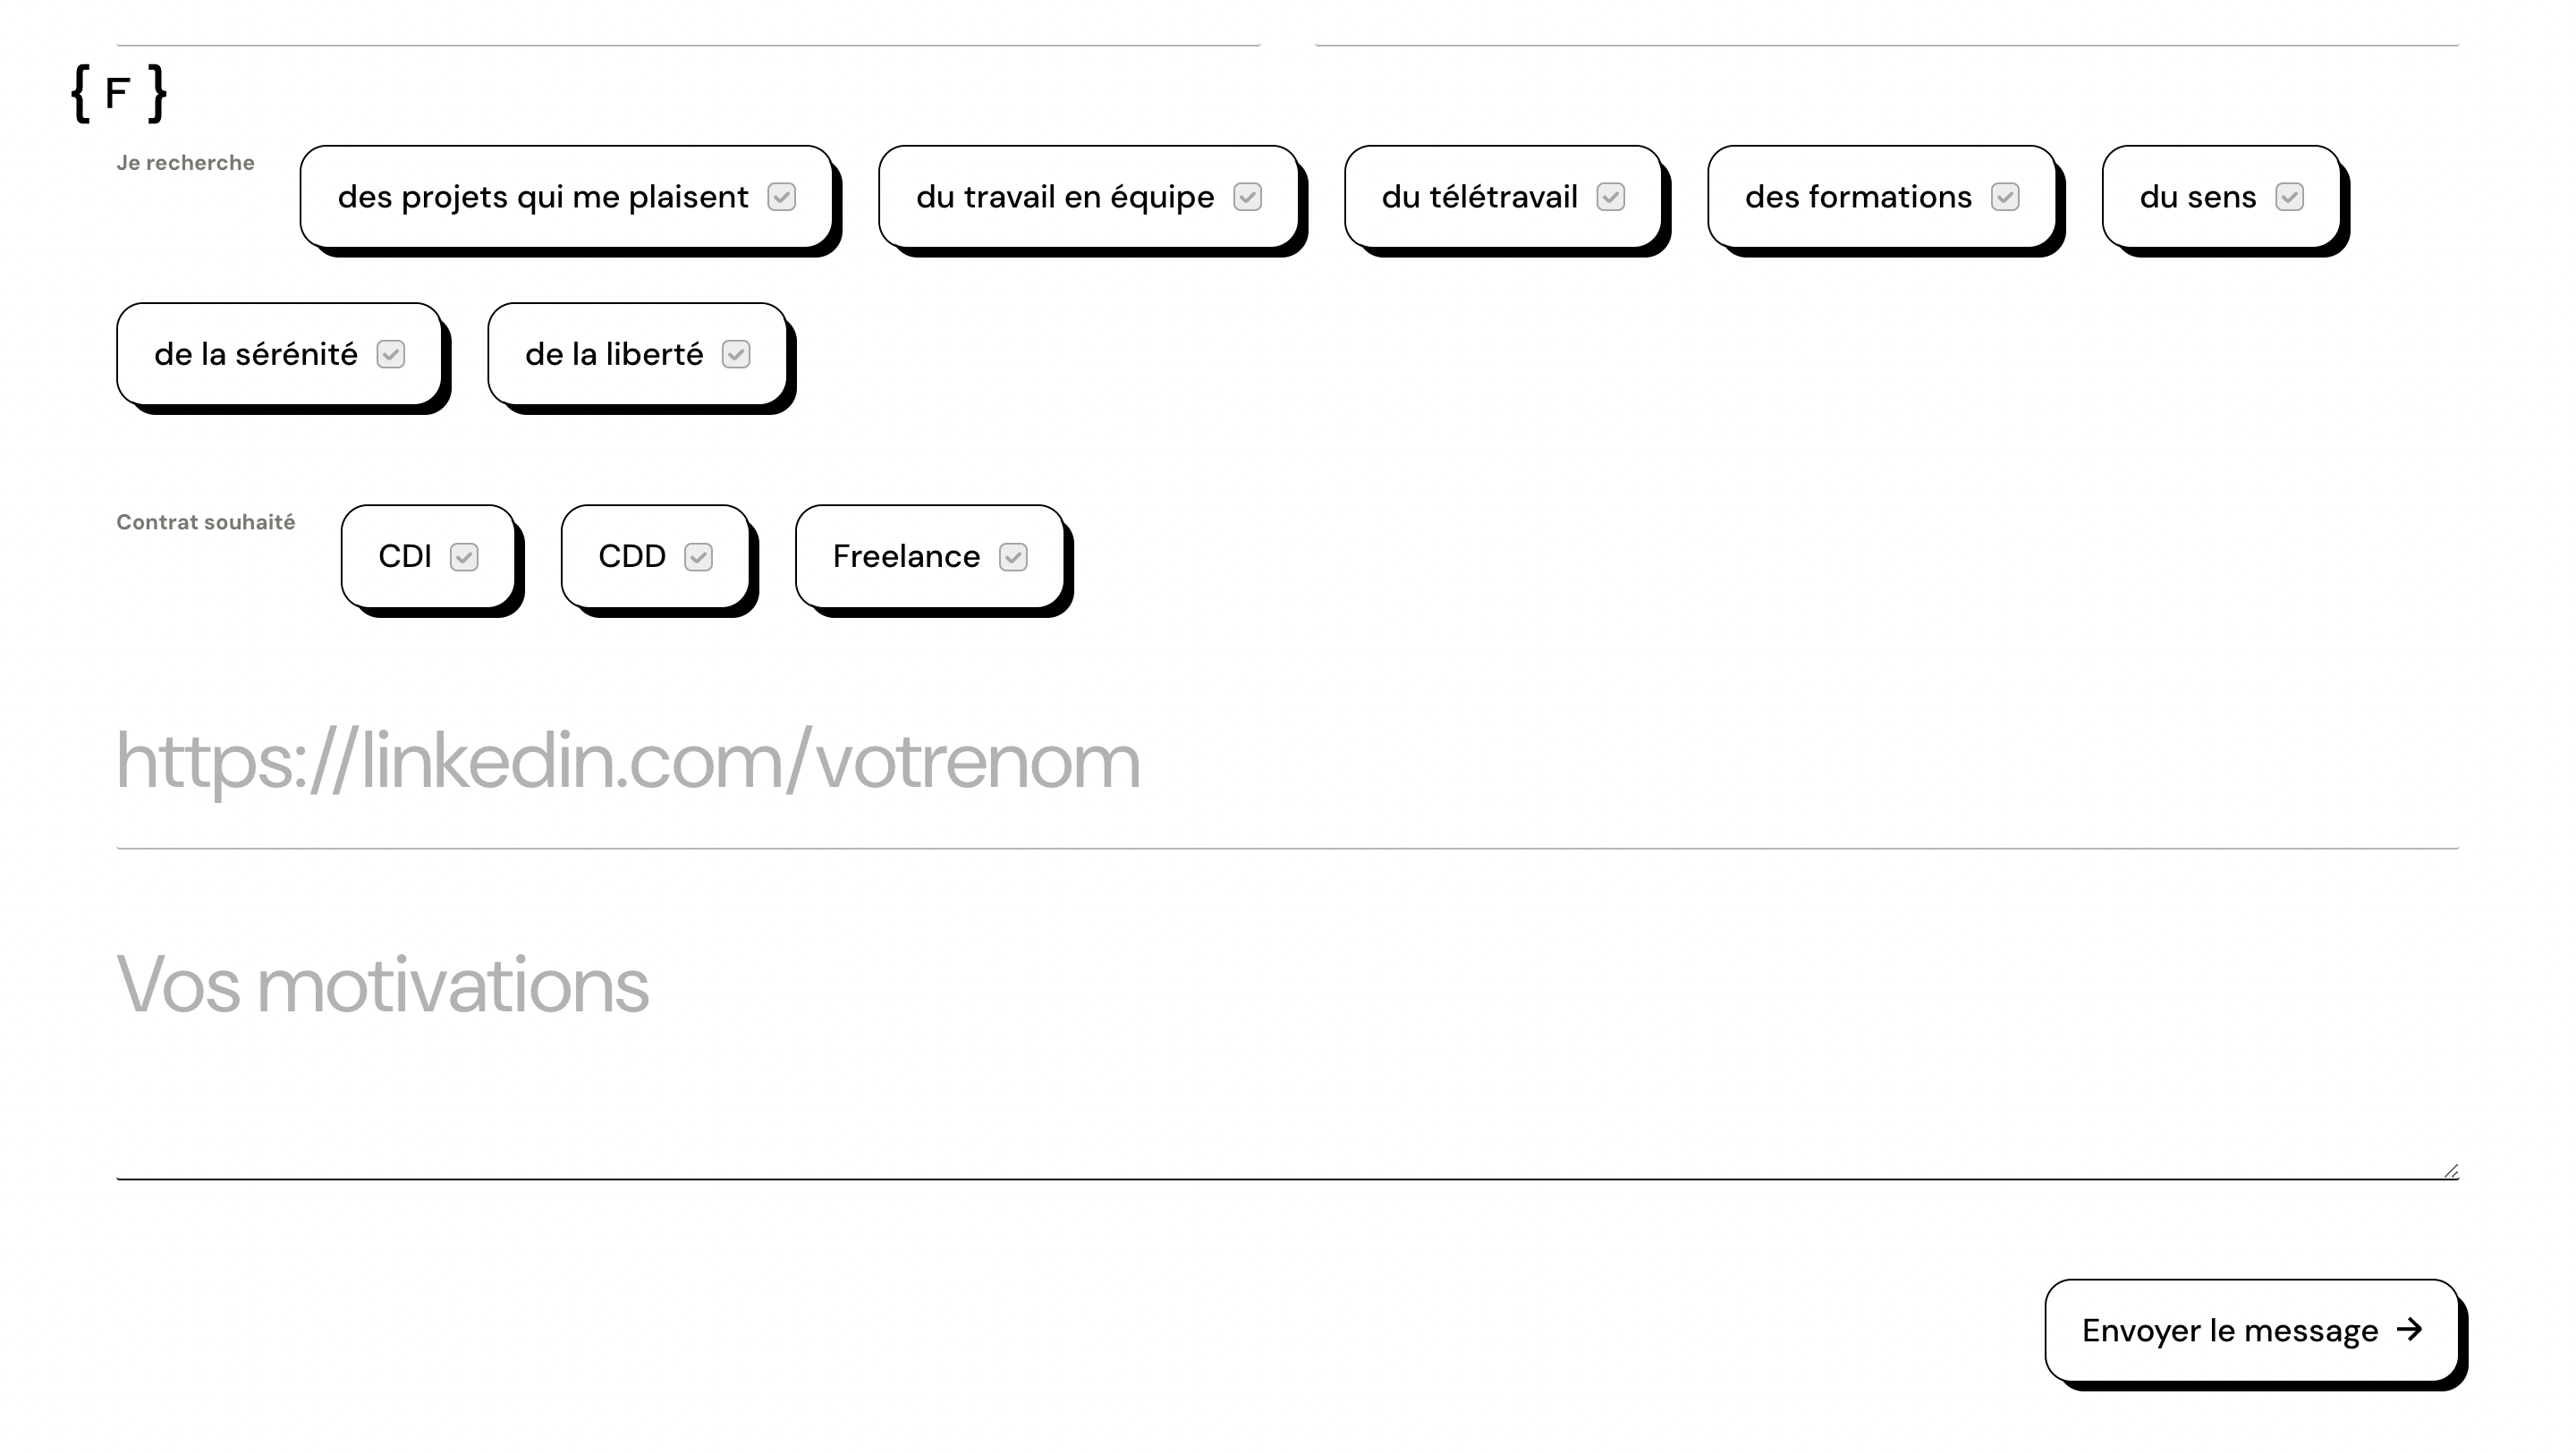 { F }
Je recherche des projets qui me plaisent du travail en équipe du télétravail des formations du sens
de la sérénité de la liberté
Contrat souhaité CDI CDD Freelance
https://linkedin.com/votrenom
Vos motivations
Envoyer le message →